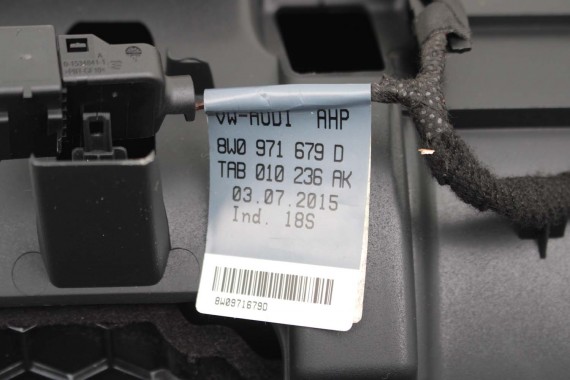 VW-AUDI AHP
8W0 971 679 D
TAB 010 236 AK
03.07.2015
Ind. 18S
8W0971679D